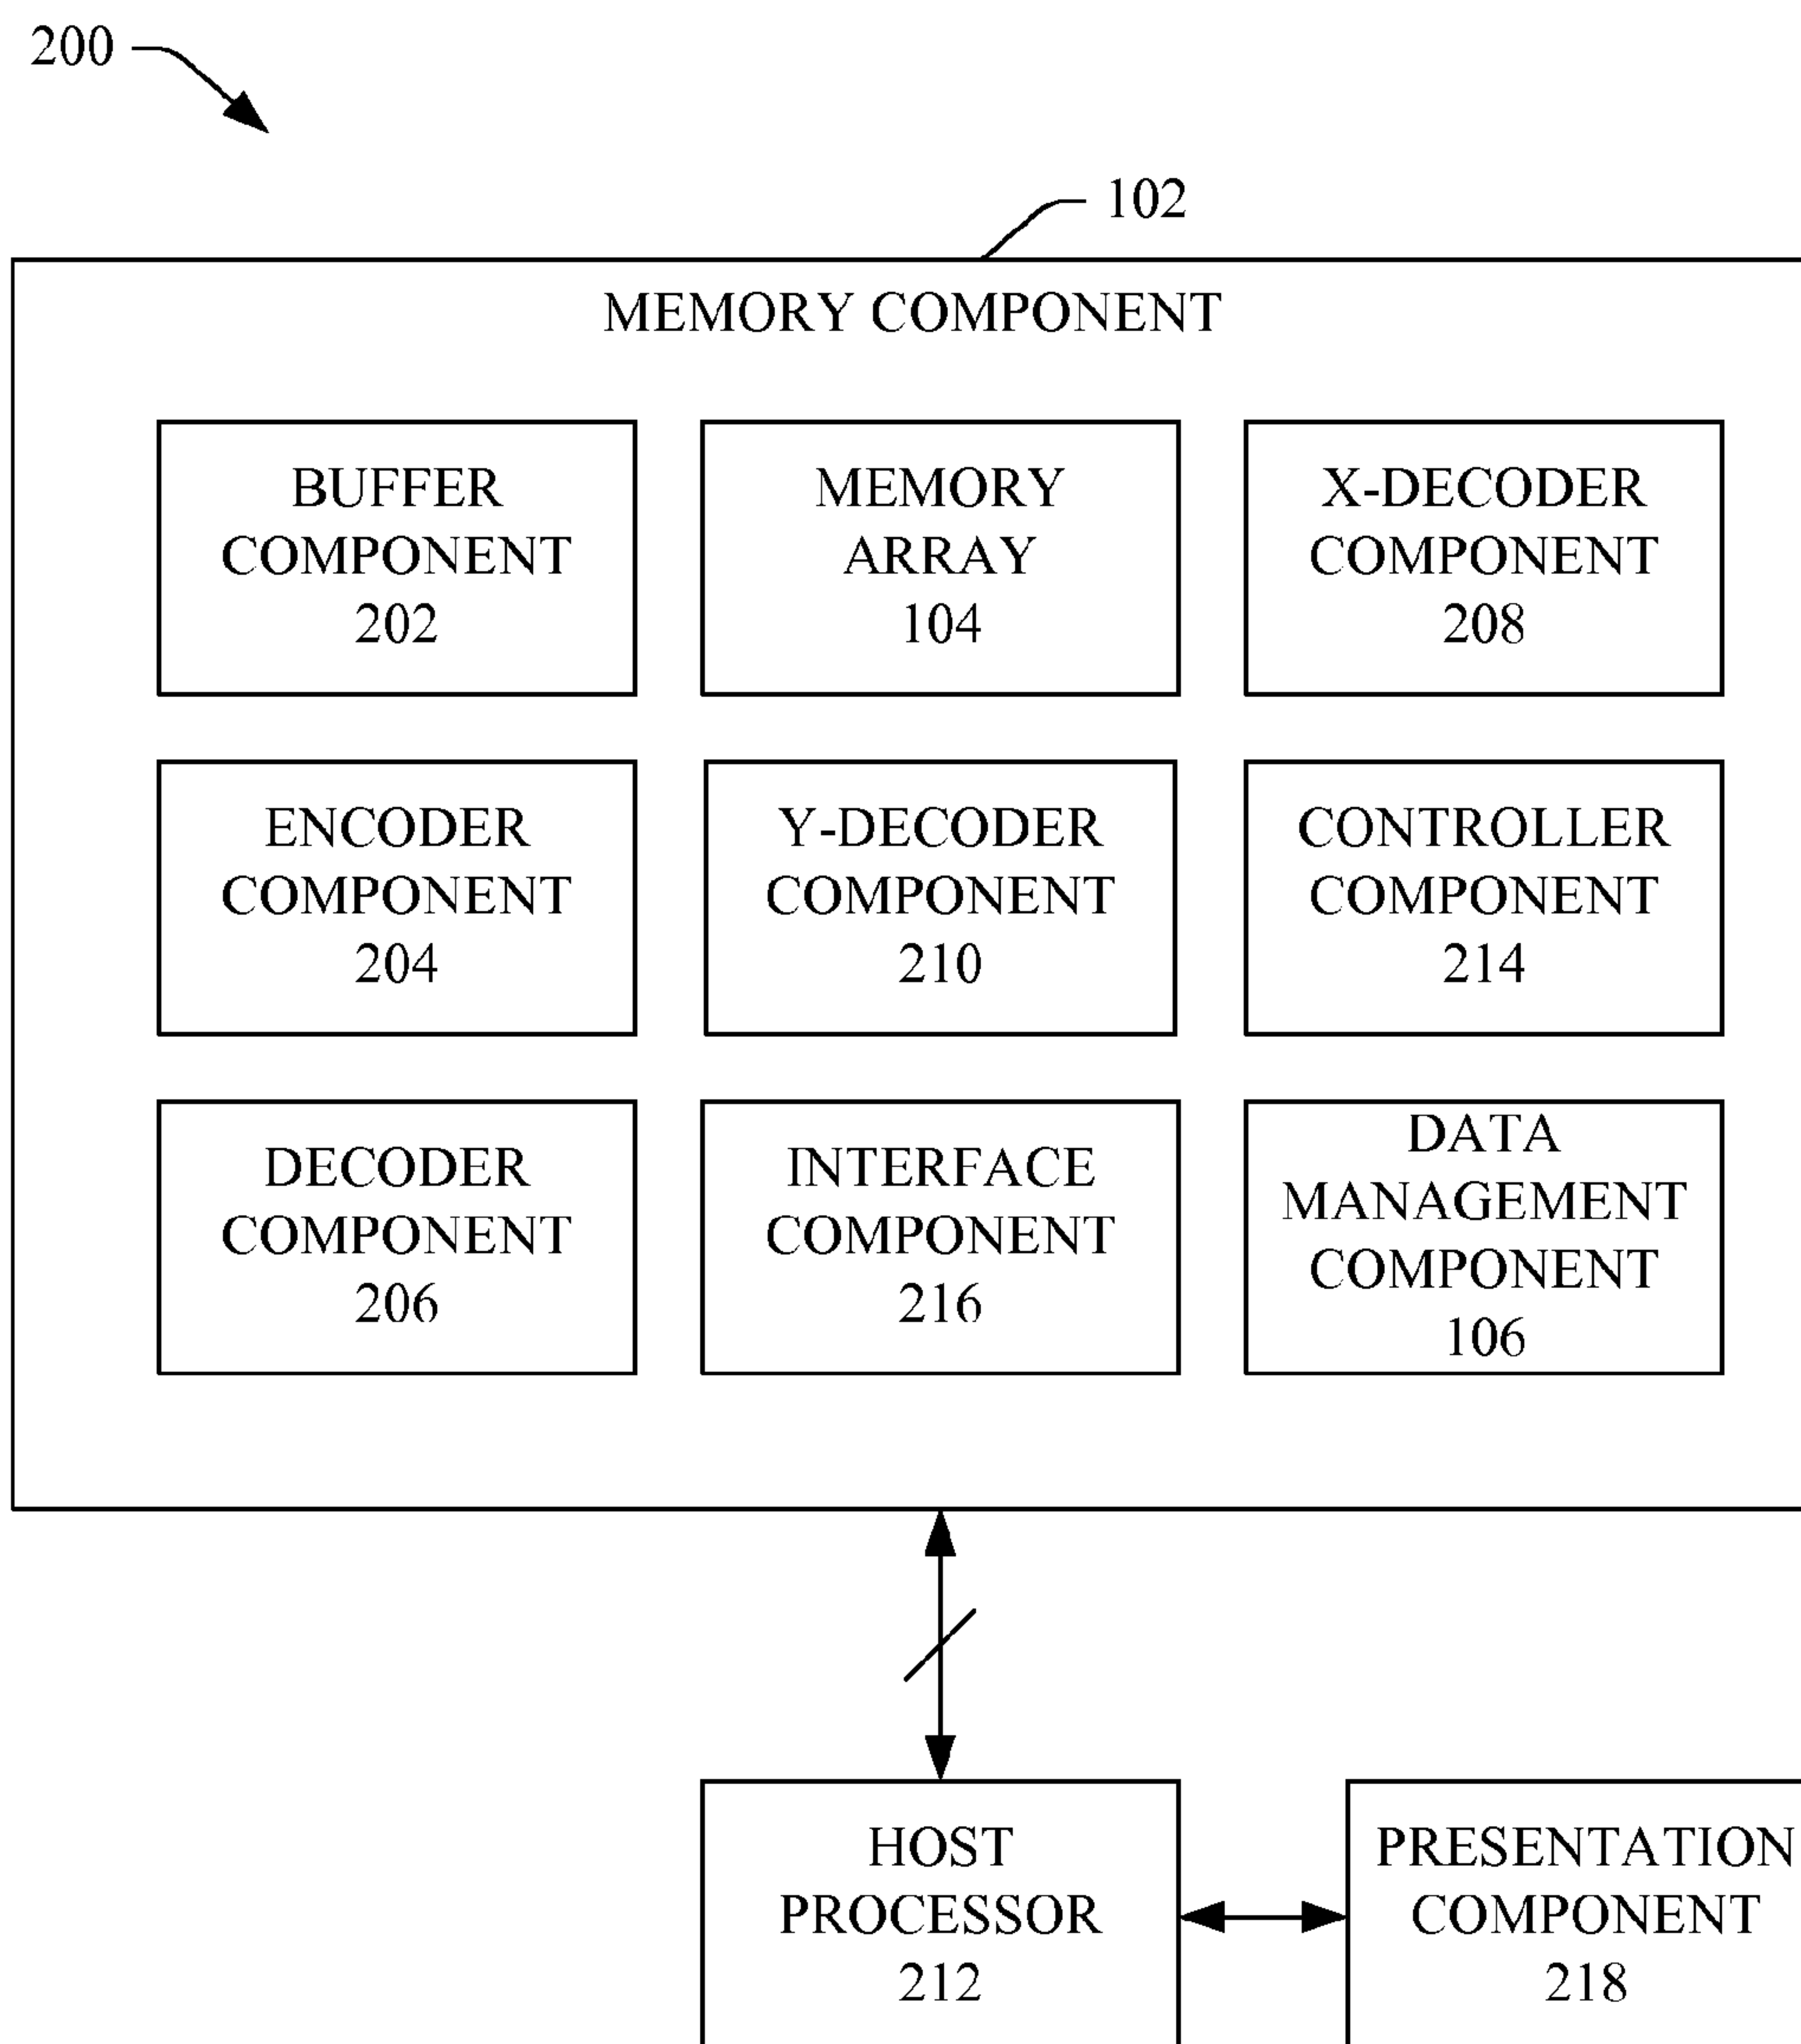 200
102
MEMORY COMPONENT
BUFFER
COMPONENT
202
MEMORY
ARRAY
104
X-DECODER
COMPONENT
208
ENCODER
COMPONENT
204
Y-DECODER
COMPONENT
210
CONTROLLER
COMPONENT
214
DECODER
COMPONENT
206
INTERFACE
COMPONENT
216
DATA
MANAGEMENT
COMPONENT
106
HOST
PROCESSOR
212
PRESENTATION
COMPONENT
218